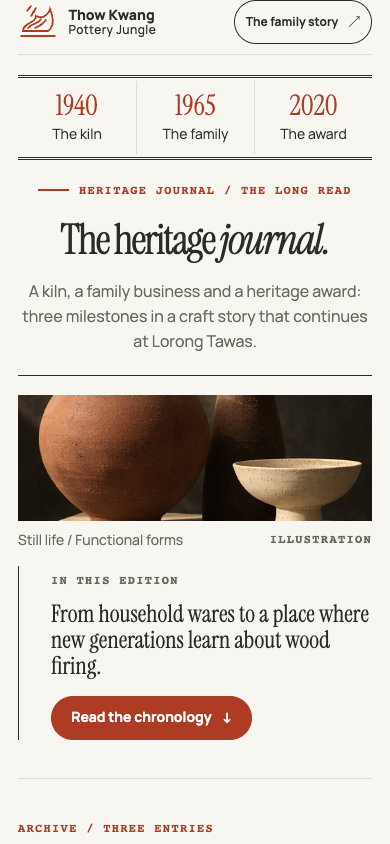 Thow Kwang
Pottery Jungle
The family story ↗
1940
The kiln
1965
The family
2020
The award
HERITAGE JOURNAL / THE LONG READ
The heritage journal.
A kiln, a family business and a heritage award:
three milestones in a craft story that continues
at Lorong Tawas.
Still life / Functional forms
ILLUSTRATION
IN THIS EDITION
From household wares to a place where
new generations learn about wood
firing.
Read the chronology ↓
ARCHIVE / THREE ENTRIES